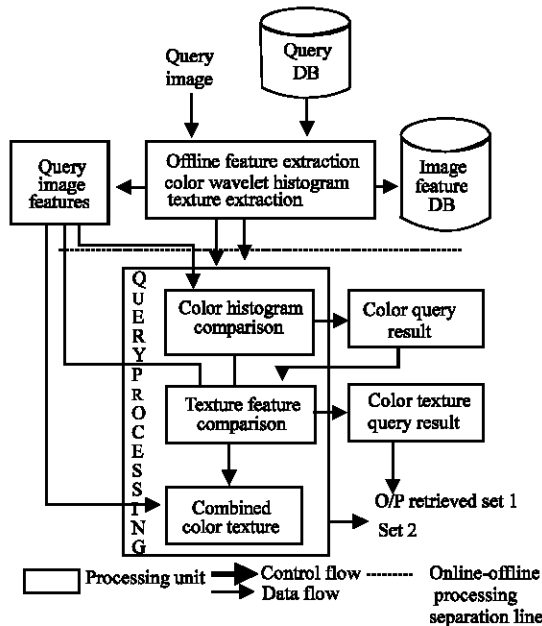 Query
image
Query
DB
Query
image
features
Offline feature extraction
color wavelet histogram
texture extraction
Image
feature
DB
QUERYPROCESSING
Color histogram
comparison
Color query
result
Texture feature
comparison
Color texture
query result
Combined
color texture
O/P retrieved set 1
Set 2
Processing unit
Control flow
Data flow
Online-offline
processing
separation line